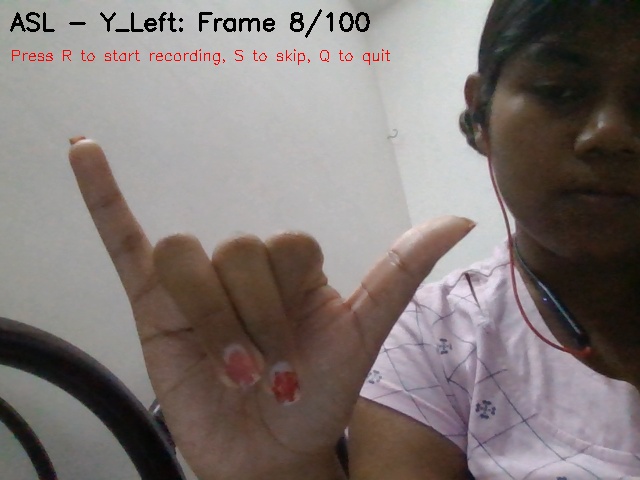 ASL - Y_Left: Frame 8/100
Press R to start recording, S to skip, Q to quit